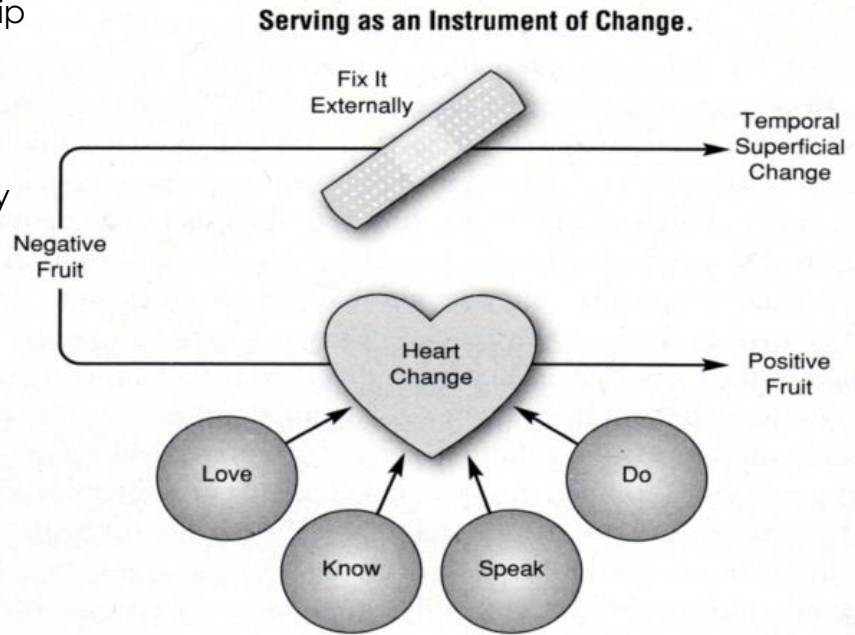 ip
Serving as an Instrument of Change.
Fix It
Externally
Temporal
Superficial
Change
y
Negative
Fruit
Heart
Change
Positive
Fruit
Love
Do
Know
Speak